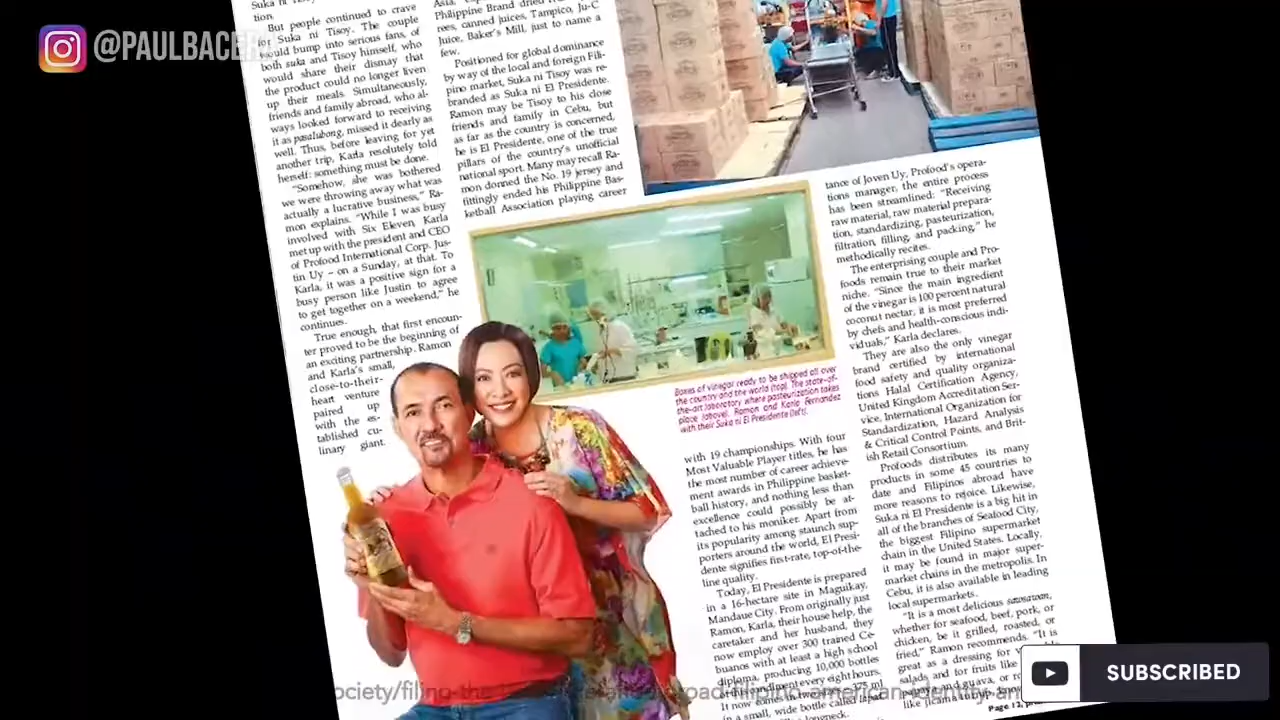 @PAULBACERA
Suka ni Tisoy
tion.
But people continued to crave
for Suka ni Tisoy. The couple
would bump into serious fans, of
both suka and Tisoy himself, who
would share their dismay that
the product could no longer liven
up their meals. Simultaneously,
friends and family abroad, who al-
ways looked forward to receiving
it as pasalubong, missed it dearly as
well. Thus, before leaving for yet
another trip, Karla resolutely told
herself: something must be done.
"Somehow, she was bothered
we were throwing away what was
actually a lucrative business," Ra-
mon explains. "While I was busy
involved with Six Eleven, Karla
met up with the president and CEO
of Profood International Corp. Jus-
tin Uy – on a Sunday, at that. To
Karla, it was a positive sign for a
busy person like Justin to agree
to get together on a weekend," he
continues.
True enough, that first encoun-
ter proved to be the beginning of
an exciting partnership. Ramon
and Karla's small,
close-to-their-
heart venture
paired up
with the es-
tablished cu-
linary giant.
Asia,
Philippine Brand dried
rees, canned juices, Tampico, Ju-C
Juice, Baker's Mill, just to name a
few.
Positioned for global dominance
by way of the local and foreign Fili-
pino market, Suka ni Tisoy was re-
branded as Suka ni El Presidente.
Ramon may be Tisoy to his close
friends and family in Cebu, but
as far as the country is concerned,
he is El Presidente, one of the true
pillars of the country's unofficial
national sport. Many may recall Ra-
mon donned the No. 19 jersey and
fittingly ended his Philippine Bas-
ketball Association playing career
Boxes of vinegar ready to be shipped all over
the country and the world (top). The state-of-
the-art laboratory where pasteurization takes
place (above). Ramon and Karla Fernandez
with their Suka ni El Presidente (left).
with 19 championships. With four
Most Valuable Player titles, he has
the most number of career achieve-
ment awards in Philippine basket-
ball history, and nothing less than
excellence could possibly be at-
tached to his moniker. Apart from
its popularity among staunch sup-
porters around the world, El Presi-
dente signifies first-rate, top-of-the-
line quality.
Today, El Presidente is prepared
in a 16-hectare site in Maguikay,
Mandaue City. From originally just
Ramon, Karla, their house help, the
caretaker and her husband, they
now employ over 300 trained Ce-
buanos with at least a high school
diploma, producing 10,000 bottles
of this condiment every eight hours.
It now comes in two sizes: 375 ml
in a small, wide bottle called lapad
longneck.
tance of Joven Uy, Profood's opera-
tions manager, the entire process
has been streamlined: "Receiving
raw material, raw material prepara-
tion, standardizing, pasteurization,
filtration, filling, and packing," he
methodically recites.
The enterprising couple and Pro-
foods remain true to their market
niche. "Since the main ingredient
of the vinegar is 100 percent natural
coconut nectar, it is most preferred
by chefs and health-conscious indi-
viduals," Karla declares.
They are also the only vinegar
brand certified by international
food safety and quality organiza-
tions Halal Certification Agency,
United Kingdom Accreditation Ser-
vice, International Organization for
Standardization, Hazard Analysis
& Critical Control Points, and Brit-
ish Retail Consortium.
Profoods distributes its many
products in some 45 countries to
date and Filipinos abroad have
more reasons to rejoice. Likewise,
Suka ni El Presidente is a big hit in
all of the branches of Seafood City,
the biggest Filipino supermarket
chain in the United States. Locally,
it may be found in major super-
market chains in the metropolis. In
Cebu, it is also available in leading
local supermarkets.
"It is a most delicious sawsawan,
whether for seafood, beef, pork, or
chicken, be it grilled, roasted, or
fried," Ramon recommends. "It is
great as a dressing for
salads and for fruits like
papaya and guava, or
like jicama
Page 12,
SUBSCRIBED